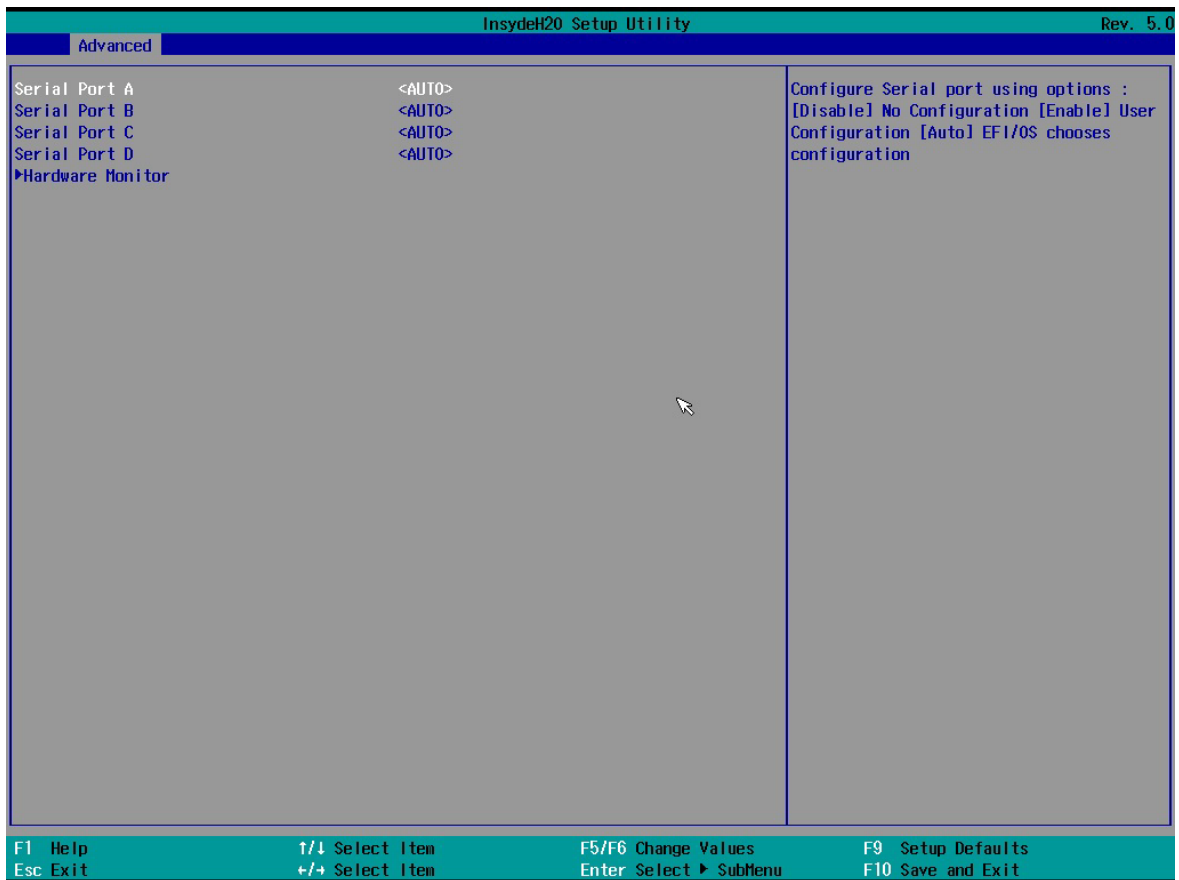 InsydeH2O Setup Utility Rev. 5.0
Advanced
Serial Port A <AUTO>
Serial Port B <AUTO>
Serial Port C <AUTO>
Serial Port D <AUTO>
▶Hardware Monitor
Configure Serial port using options :
[Disable] No Configuration [Enable] User
Configuration [Auto] EFI/OS chooses
configuration
F1 Help ↑/↓ Select Item F5/F6 Change Values F9 Setup Defaults
Esc Exit ←/→ Select Item Enter Select ▶ SubMenu F10 Save and Exit